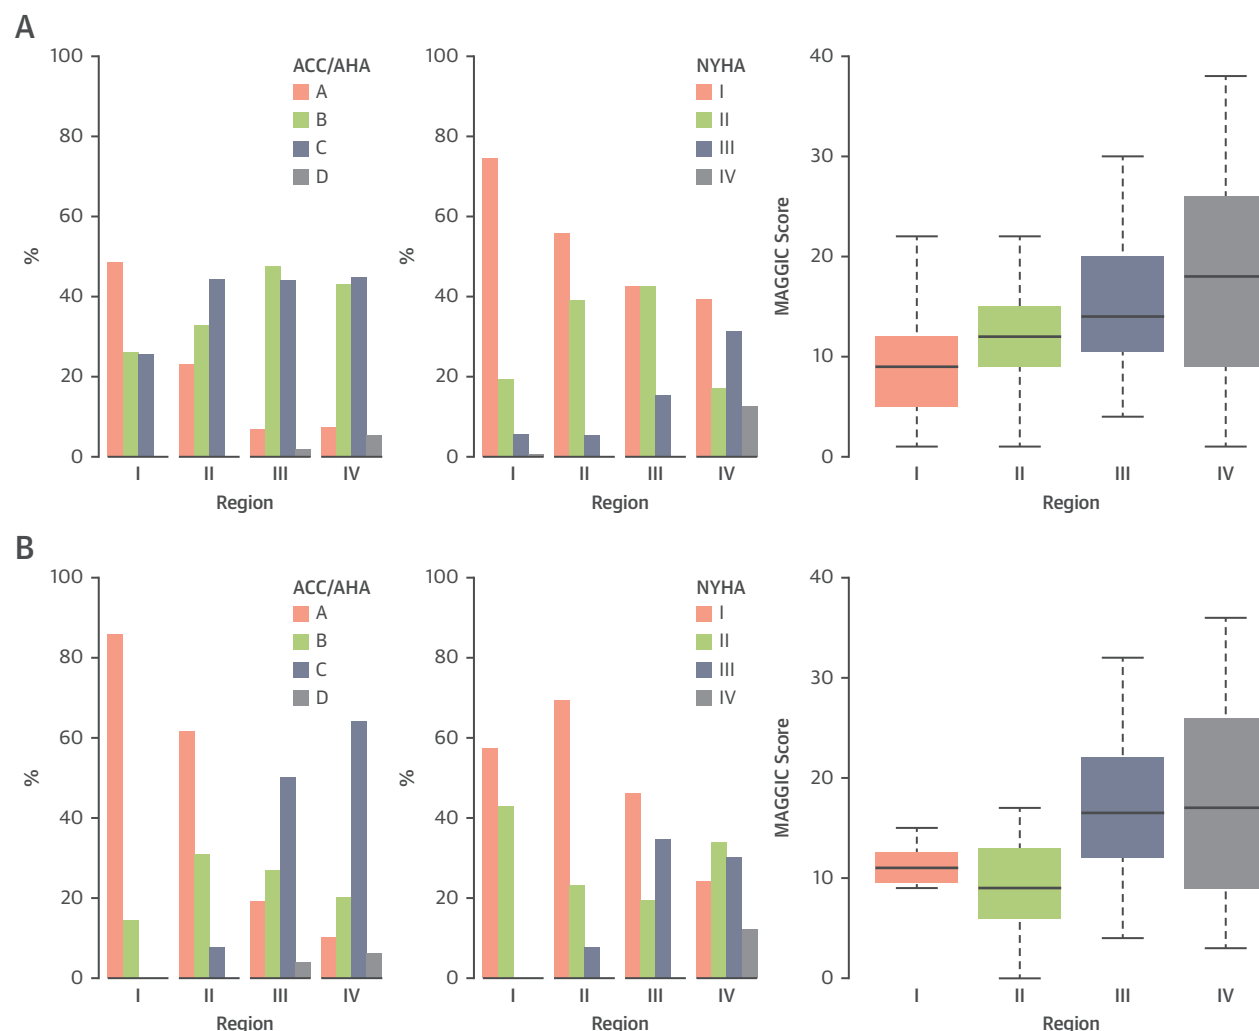 A
100
80
60
40
20
0
%
ACC/AHA
A
B
C
D
I II III IV
Region
100
80
60
40
20
0
%
NYHA
I
II
III
IV
I II III IV
Region
40
30
20
10
0
MAGGIC Score
I II III IV
Region
B
100
80
60
40
20
0
%
ACC/AHA
A
B
C
D
I II III IV
Region
100
80
60
40
20
0
%
NYHA
I
II
III
IV
I II III IV
Region
40
30
20
10
0
MAGGIC Score
I II III IV
Region